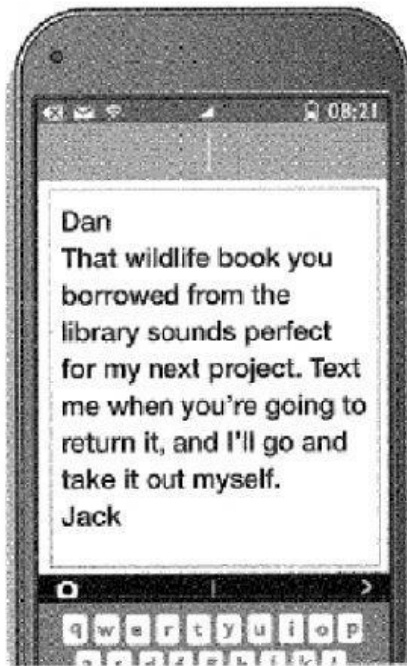 08:21
Dan
That wildlife book you
borrowed from the
library sounds perfect
for my next project. Text
me when you're going to
return it, and I'll go and
take it out myself.
Jack
q w e r t y u i o p